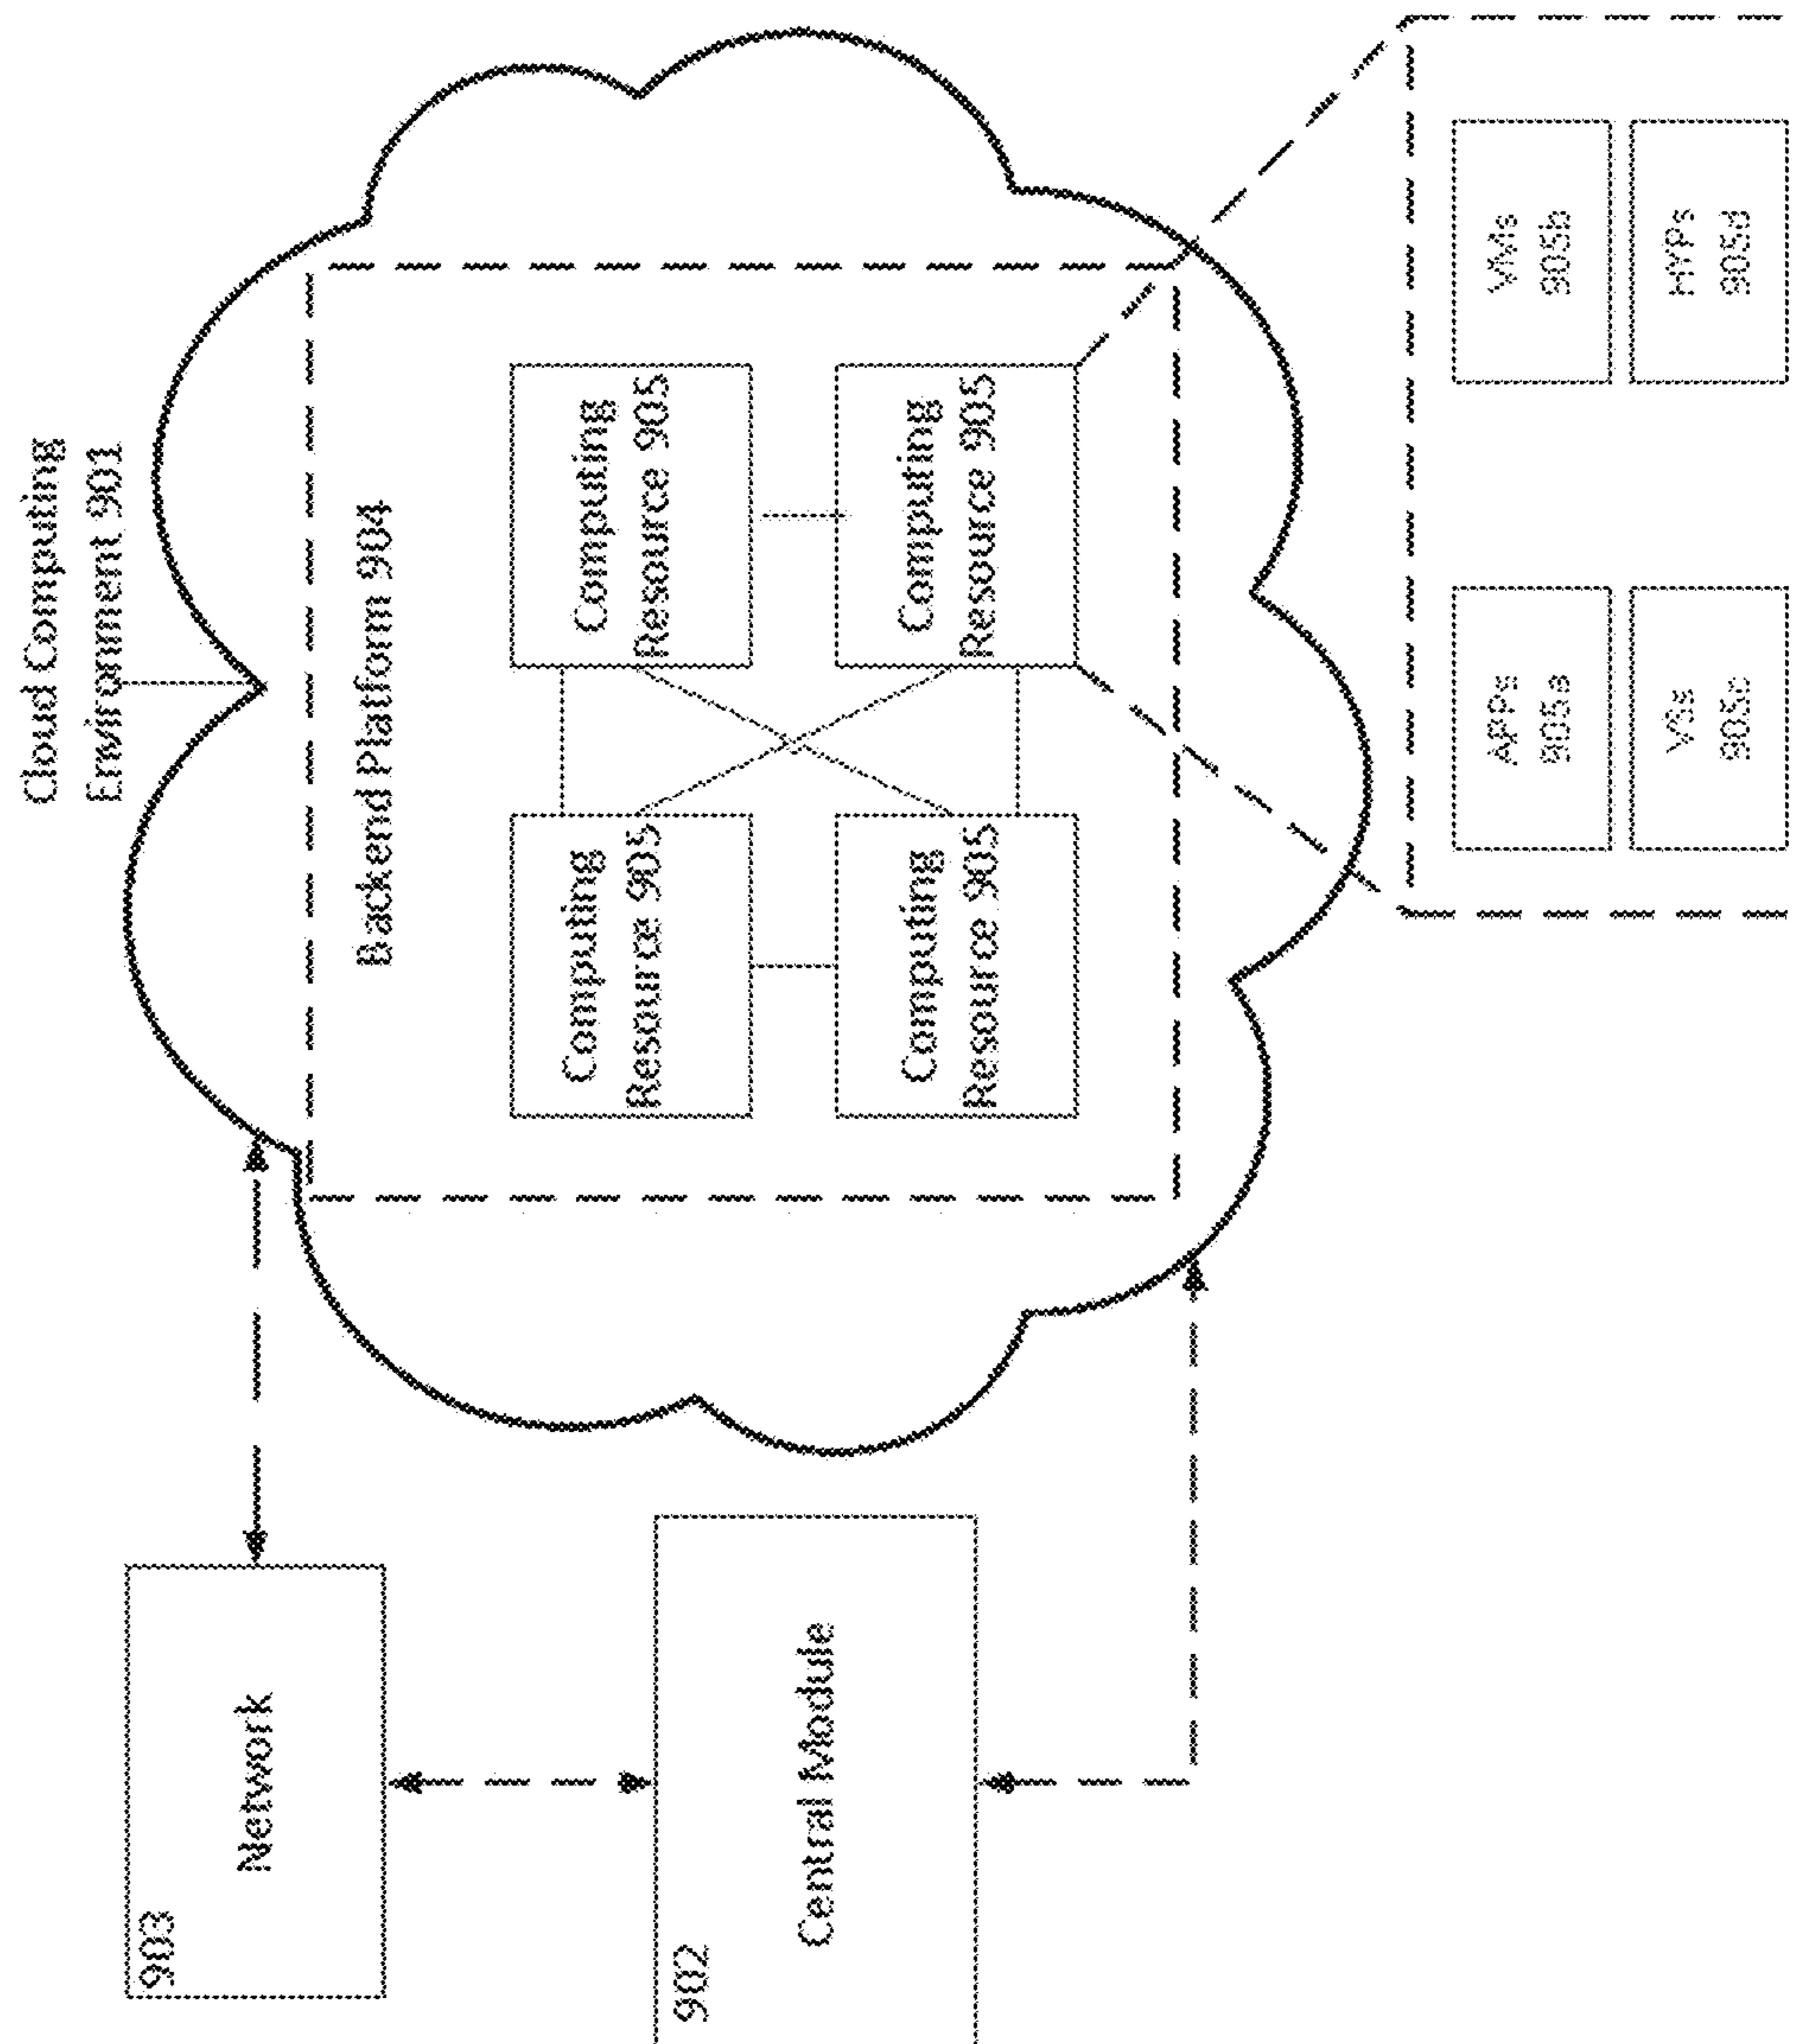 Cloud Computing
Environment 901
903
Network
Backend Platform 904
Computing
Resource 905
Computing
Resource 905
902
Central Module
Computing
Resource 905
Computing
Resource 905
APPs
905a
VMs
905b
VSs
905c
HYPs
905d